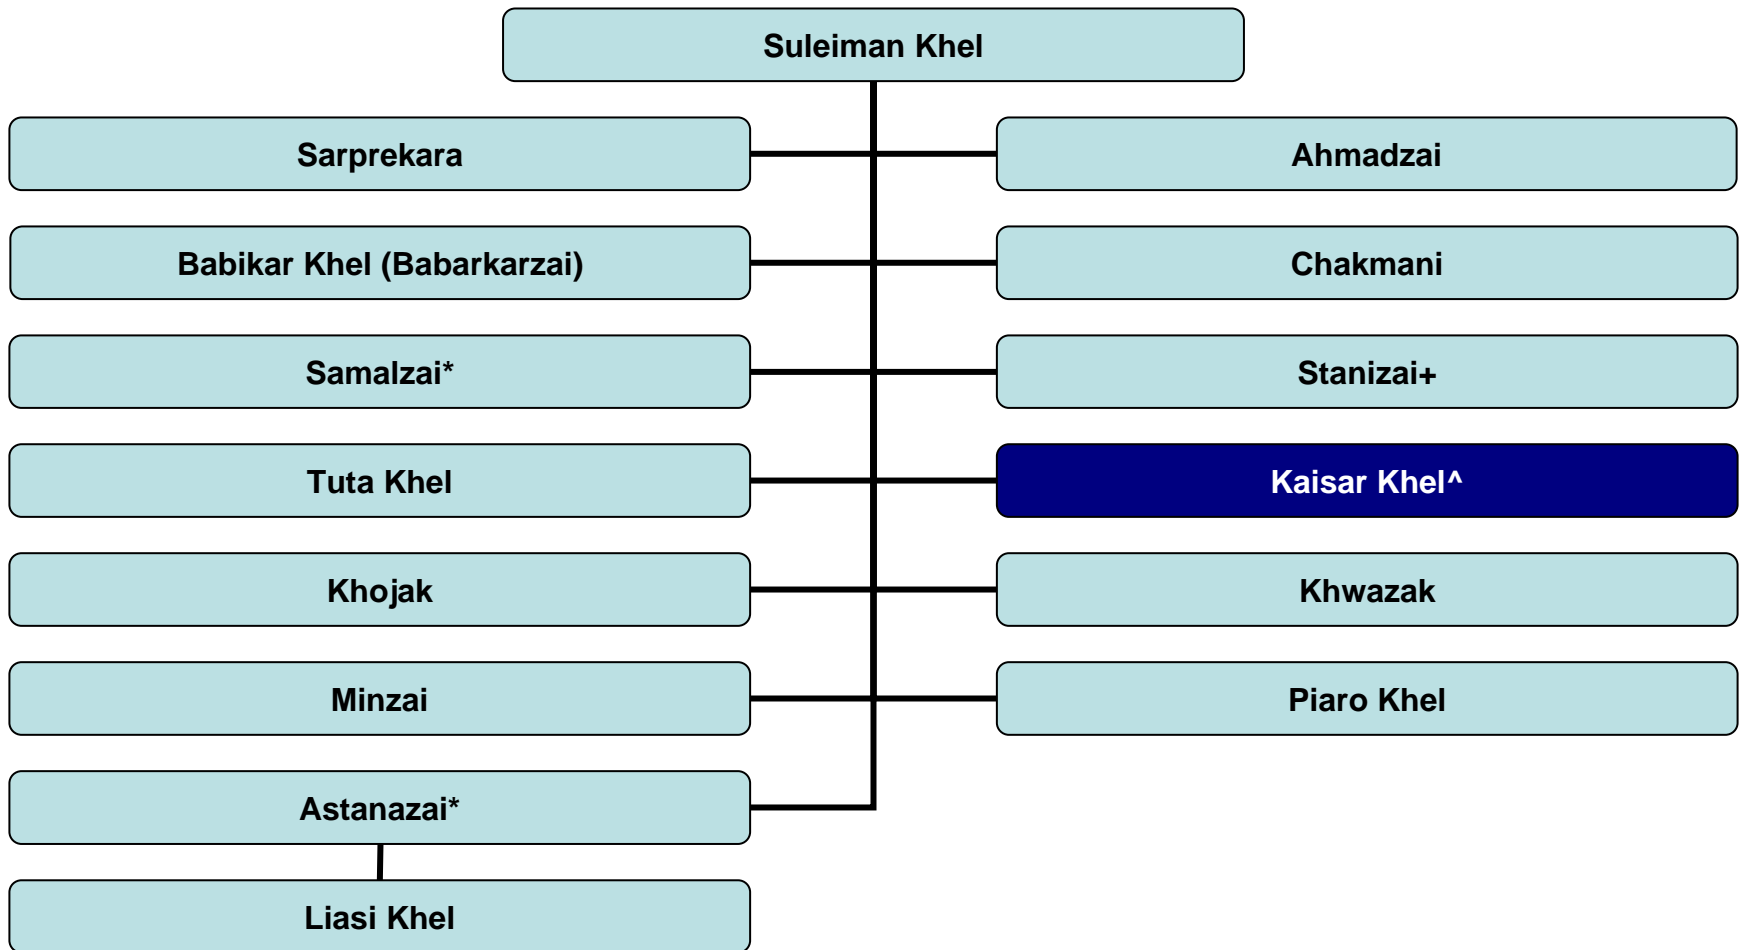 Suleiman Khel
Sarprekara
Ahmadzai
Babikar Khel (Babarkarzai)
Chakmani
Samalzai*
Stanizai+
Tuta Khel
Kaisar Khel^
Khojak
Khwazak
Minzai
Piaro Khel
Astanazai*
Liasi Khel